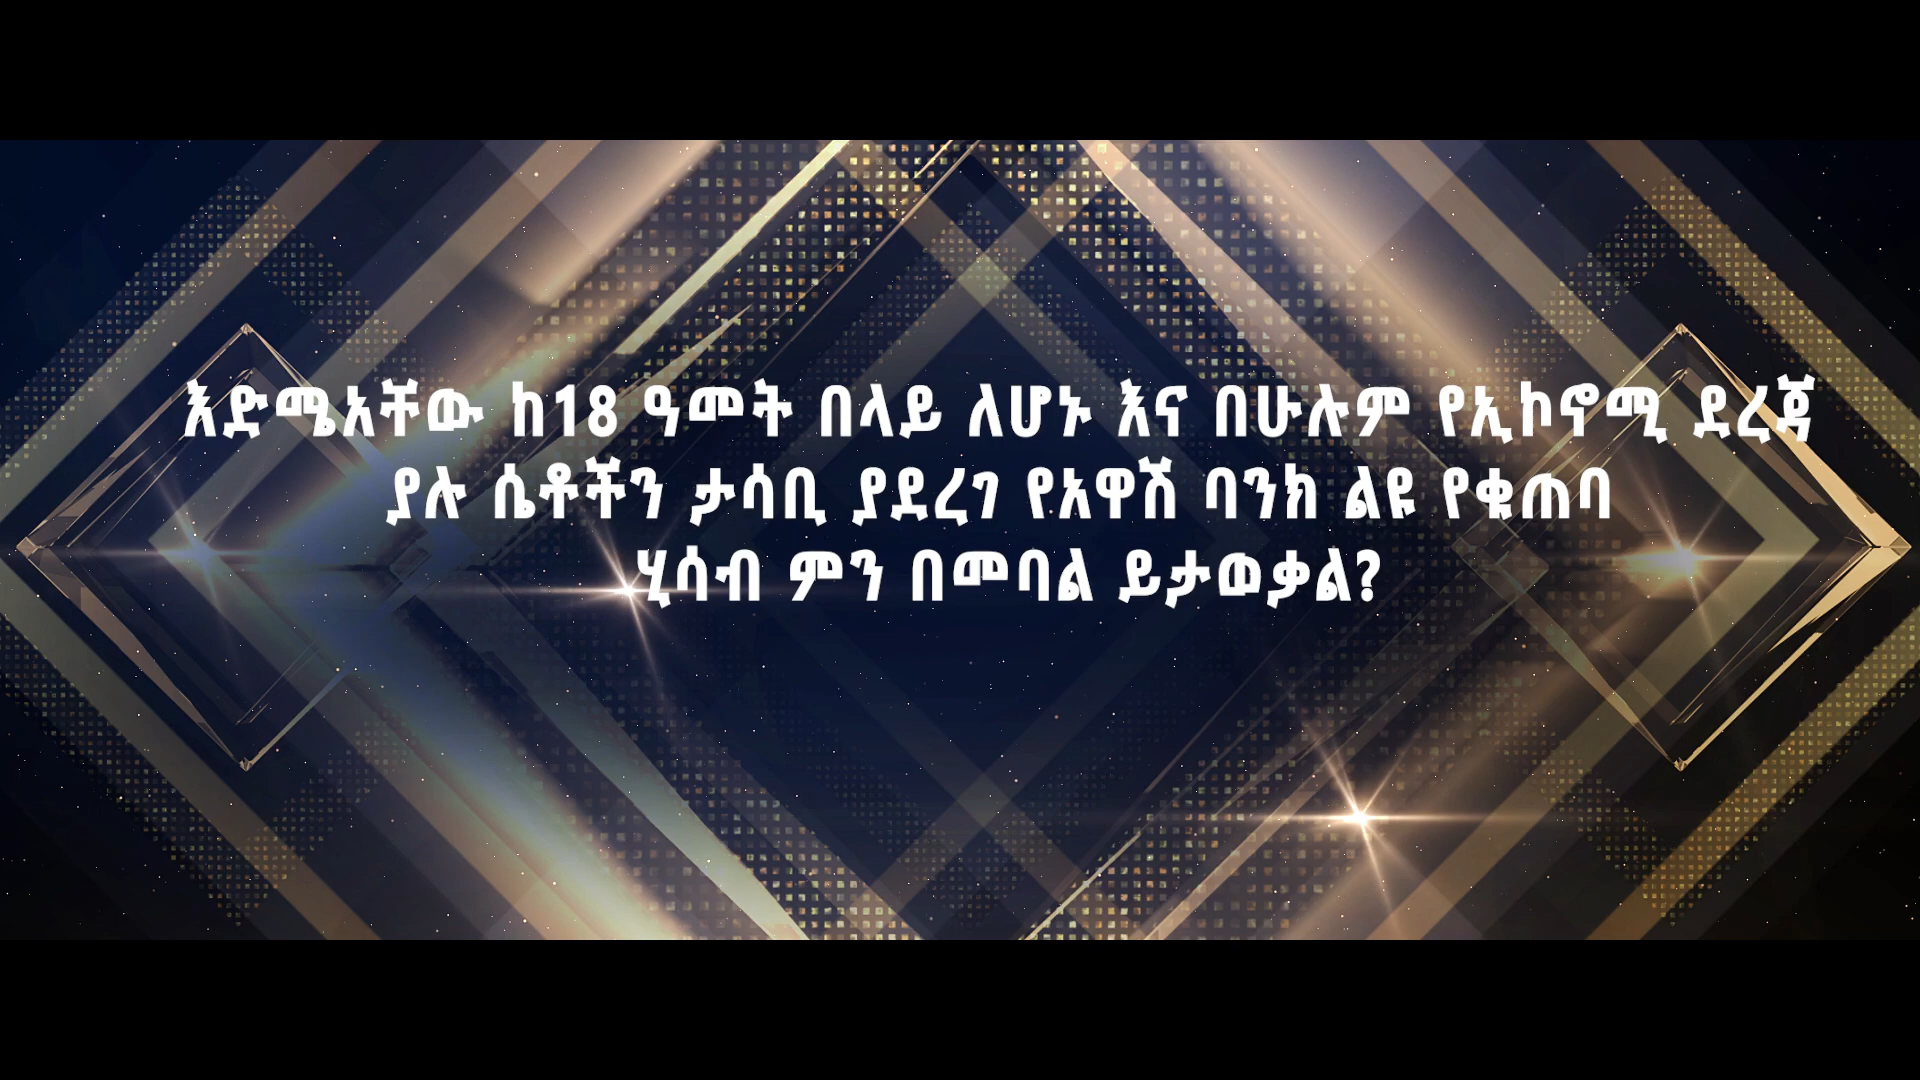 እድሜአቸው ከ18 ዓመት በላይ ለሆኑ እና በሁሉም የኢኮኖሚ ደረጃ
ያሉ ሴቶችን ታሳቢ ያደረገ የአዋሽ ባንክ ልዩ የቁጠባ
ሂሳብ ምን በመባል ይታወቃል?